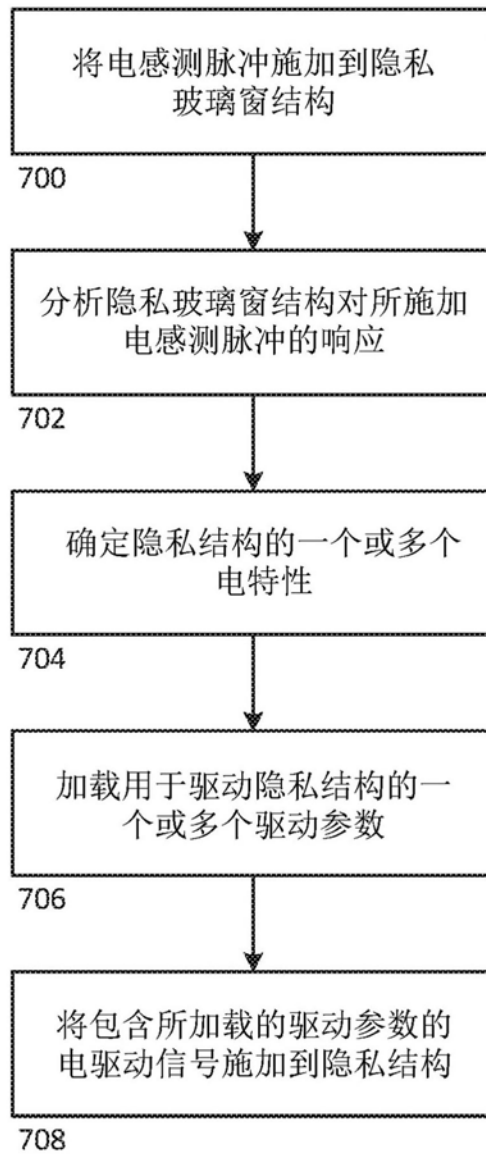 将电感测脉冲施加到隐私
玻璃窗结构
700
分析隐私玻璃窗结构对所施加
电感测脉冲的响应
702
确定隐私结构的一个或多个
电特性
704
加载用于驱动隐私结构的一
个或多个驱动参数
706
将包含所加载的驱动参数的
电驱动信号施加到隐私结构
708